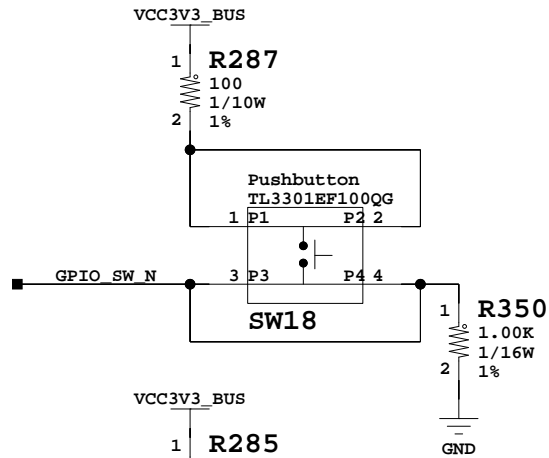 VCC3V3_BUS
1 R287
100
1/10W
2 1%
Pushbutton
TL3301EF100QG
1 P1 P2 2
GPIO_SW_N 3 P3 P4 4
SW18
1 R350
1.00K
1/16W
2 1%
GND
VCC3V3_BUS
1 R285